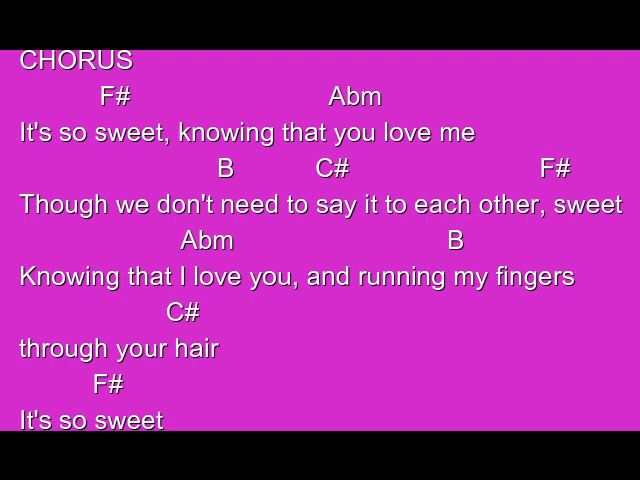 CHORUS
F# Abm
It's so sweet, knowing that you love me
B C# F#
Though we don't need to say it to each other, sweet
Abm B
Knowing that I love you, and running my fingers
C#
through your hair
F#
It's so sweet